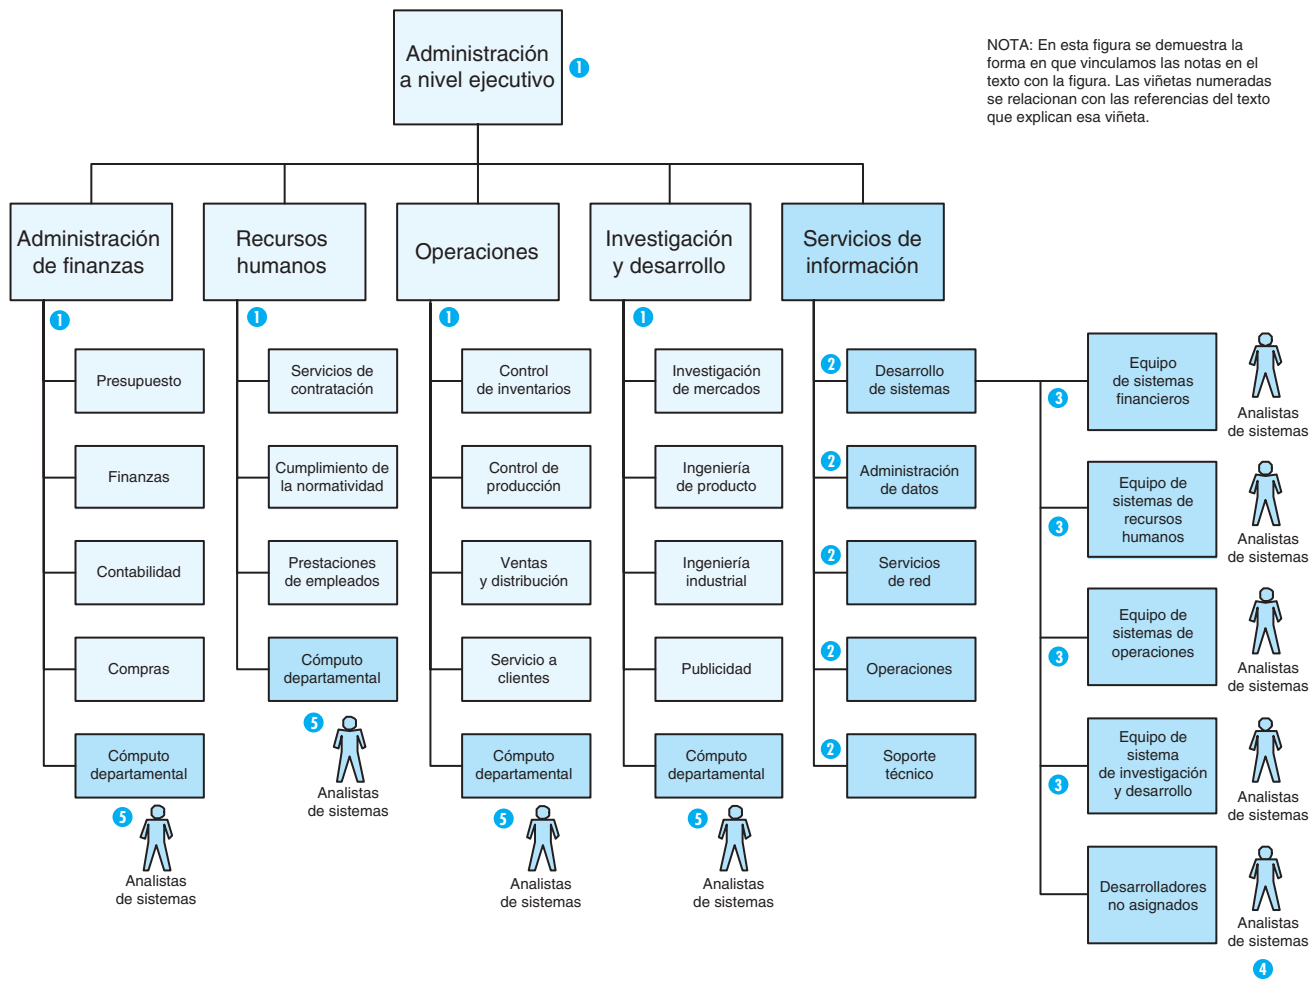 Administración
a nivel ejecutivo
1
NOTA: En esta figura se demuestra la
forma en que vinculamos las notas en el
texto con la figura. Las viñetas numeradas
se relacionan con las referencias del texto
que explican esa viñeta.
Administración
de finanzas
1
Presupuesto
Finanzas
Contabilidad
Compras
Cómputo
departamental
5
Analistas
de sistemas
Recursos
humanos
1
Servicios de
contratación
Cumplimiento de
la normatividad
Prestaciones
de empleados
Cómputo
departamental
5
Analistas
de sistemas
Operaciones
1
Control
de inventarios
Control de
producción
Ventas
y distribución
Servicio a
clientes
Cómputo
departamental
5
Analistas
de sistemas
Investigación
y desarrollo
1
Investigación
de mercados
Ingeniería
de producto
Ingeniería
industrial
Publicidad
Cómputo
departamental
5
Analistas
de sistemas
Servicios de
información
2
Desarrollo
de sistemas
2
Administración
de datos
2
Servicios
de red
2
Operaciones
2
Soporte
técnico
3
Equipo
de sistemas
financieros
Analistas
de sistemas
3
Equipo de
sistemas de
recursos
humanos
Analistas
de sistemas
3
Equipo de
sistemas de
operaciones
Analistas
de sistemas
3
Equipo de
sistema
de investigación
y desarrollo
Analistas
de sistemas
Desarrolladores
no asignados
Analistas
de sistemas
4